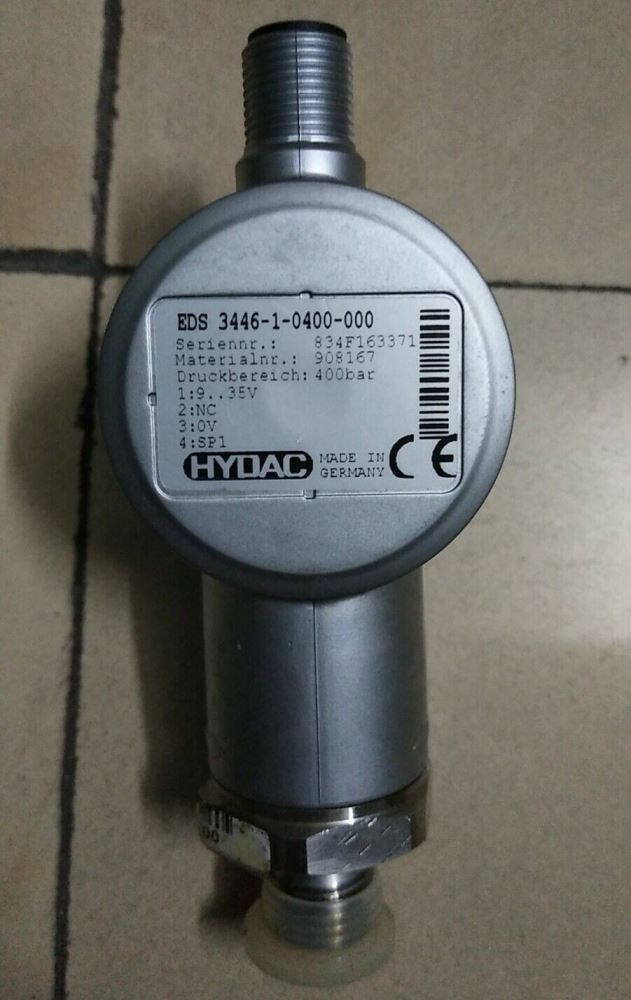 EDS 3446-1-0400-000
Seriennr.: 834F163371
Materialnr.: 908167
Druckbereich: 400bar
1:9..35V
2:NC
3:0V
4:SP1
HYDAC MADE IN GERMANY CE
00